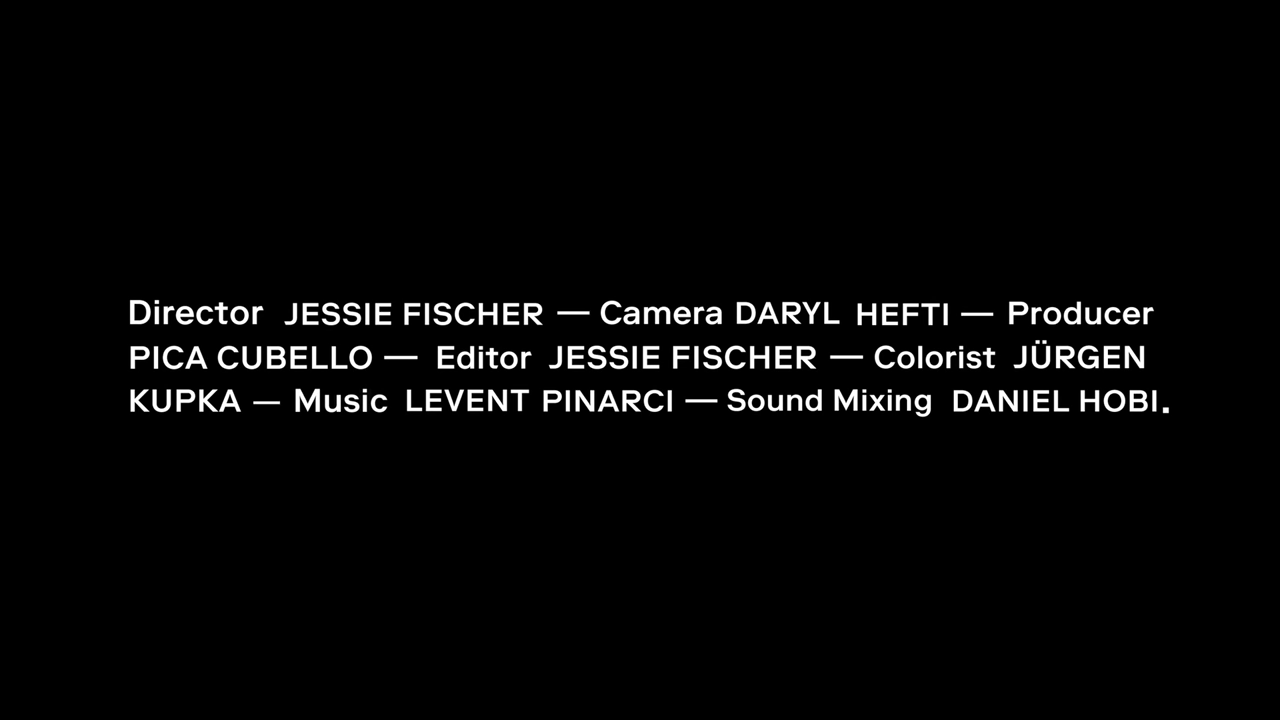 Director JESSIE FISCHER — Camera DARYL HEFTI — Producer
PICA CUBELLO — Editor JESSIE FISCHER — Colorist JÜRGEN
KUPKA — Music LEVENT PINARCI — Sound Mixing DANIEL HOBI.